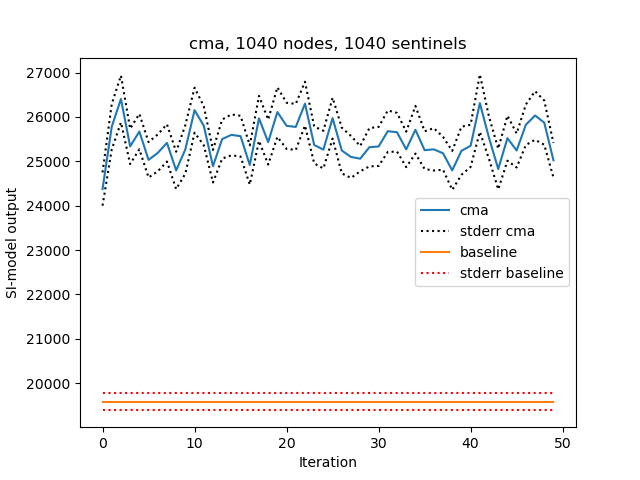 cma, 1040 nodes, 1040 sentinels
27000
26000
25000
24000
23000
22000
21000
20000
SI-model output
cma
stderr cma
baseline
stderr baseline
0
10
20
30
40
50
Iteration